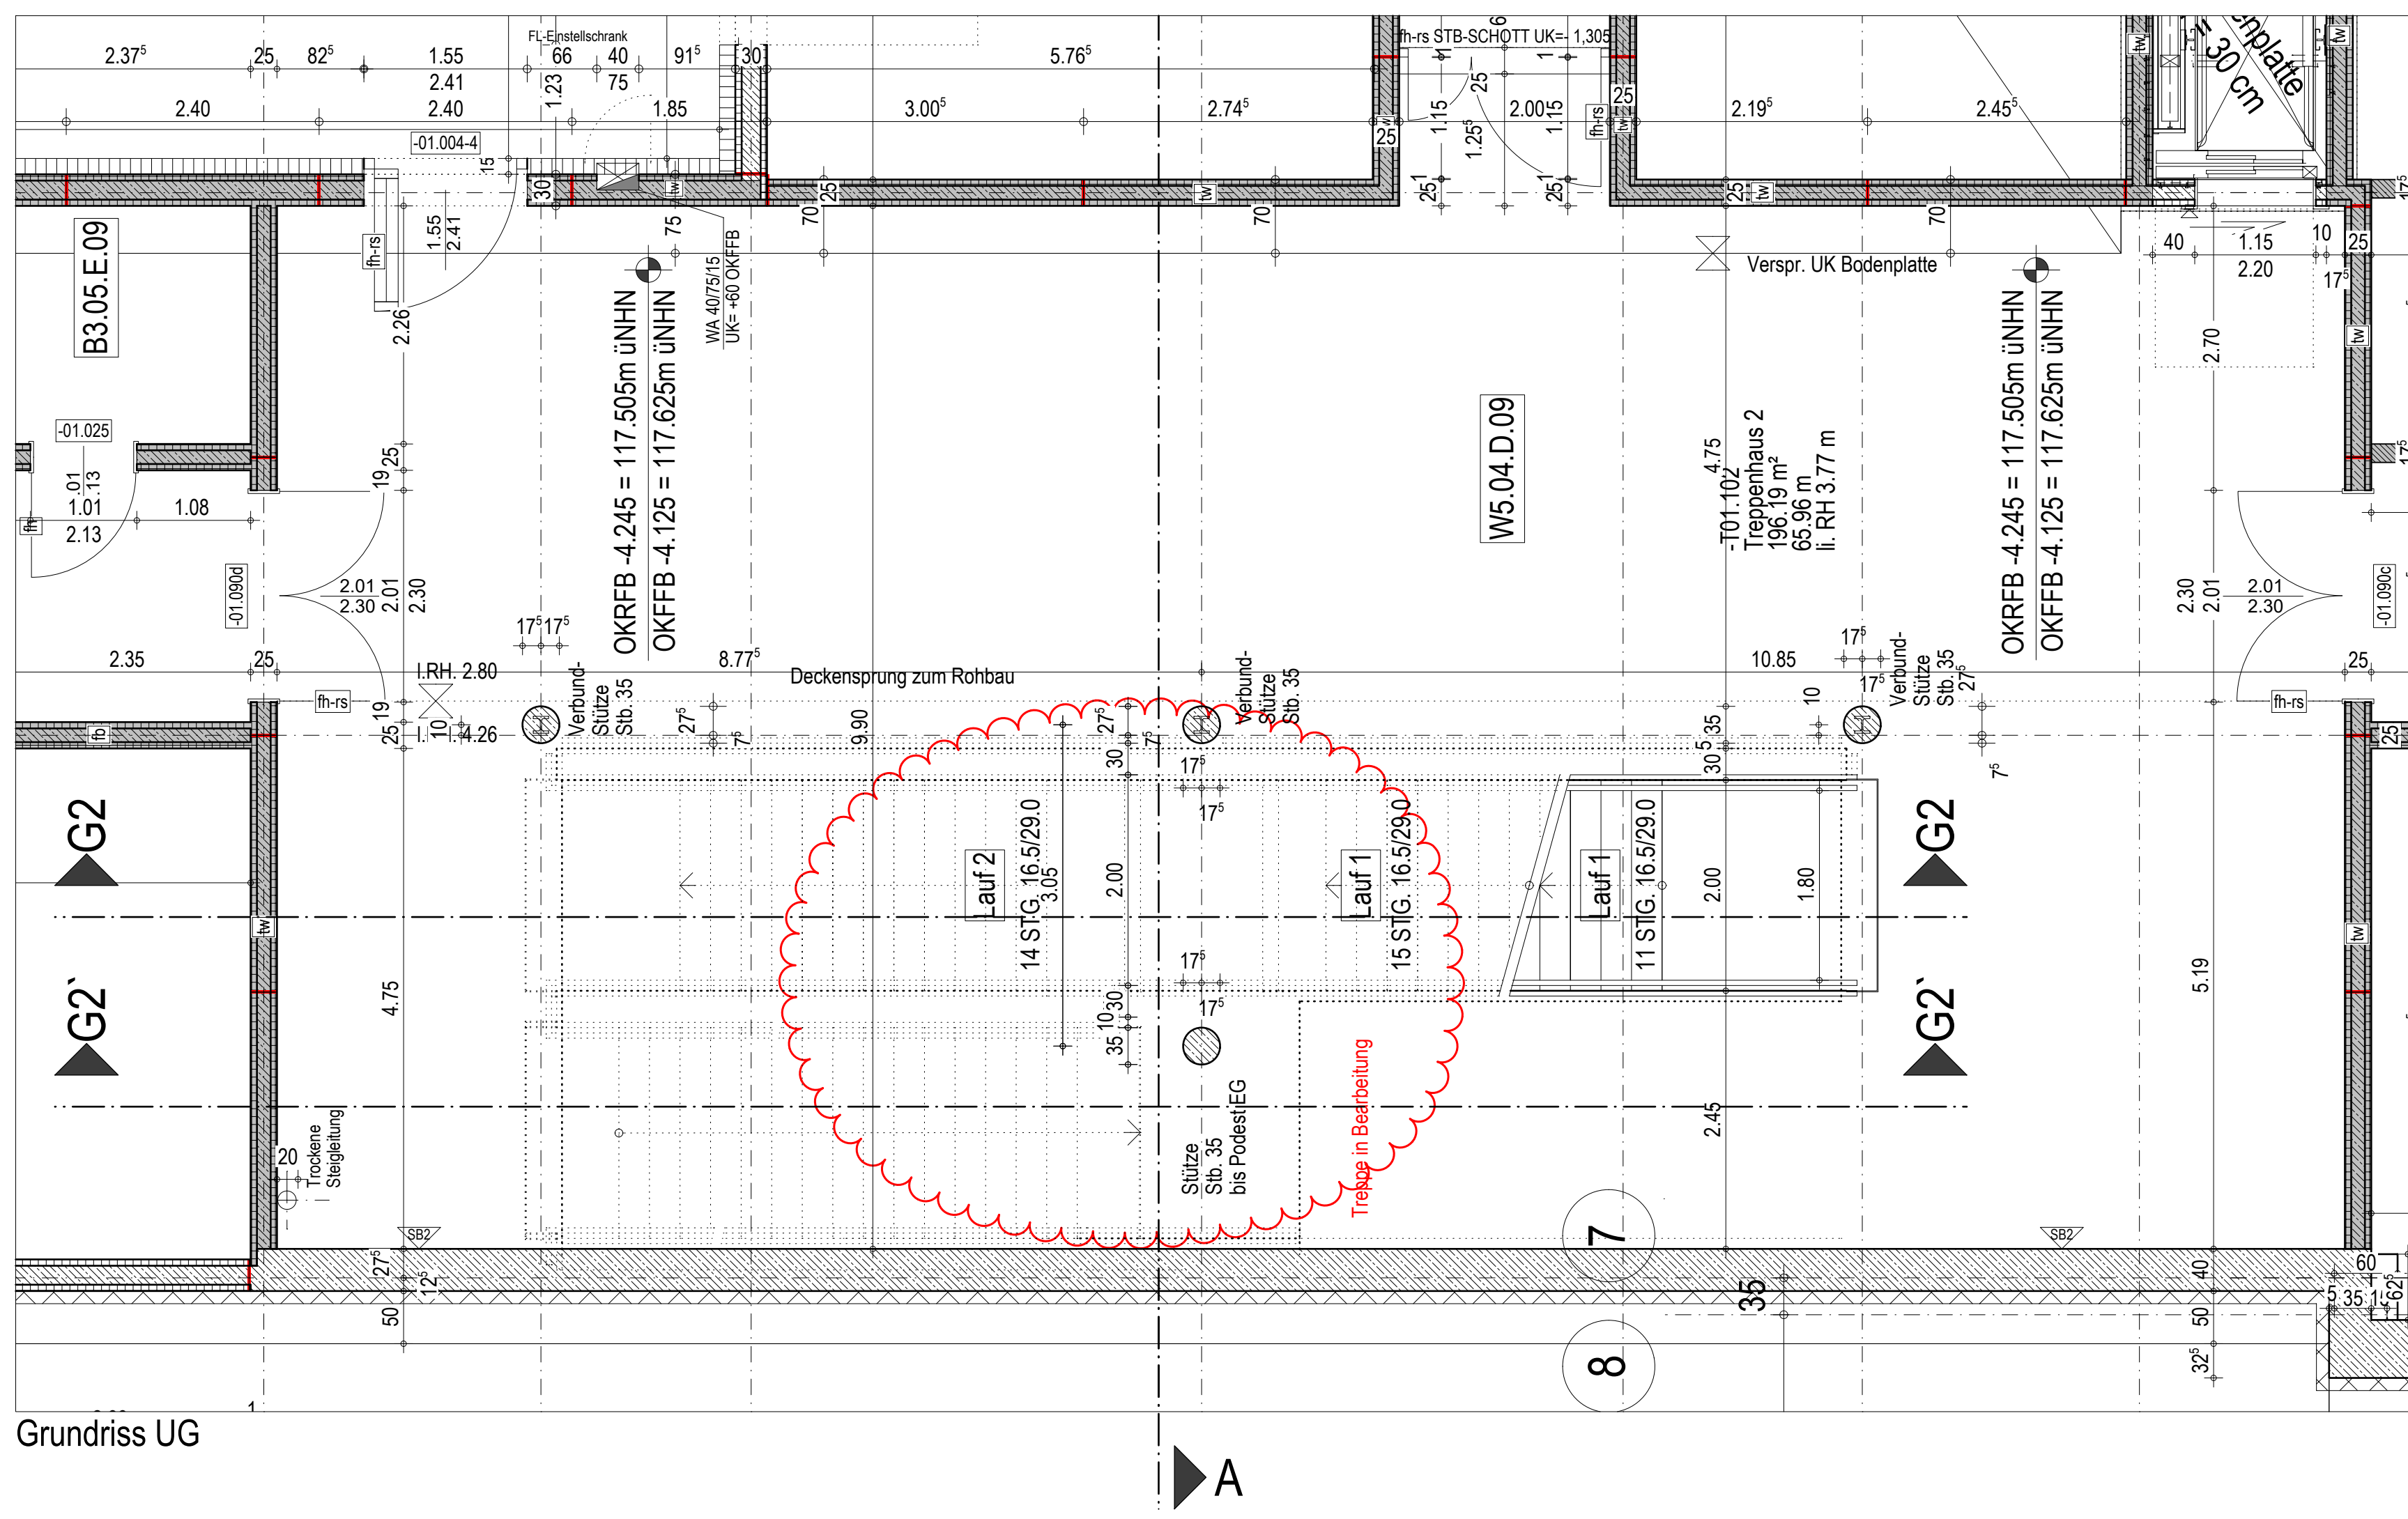 2.37⁵
25
82⁵
1.55
2.41
FL-Einstellschrank
66
40
75
91⁵
30
1.23
5.76⁵
fh-rs STB-SCHOTT UK=- 1,305
30 cm
2.40
2.40
1.85
3.00⁵
2.74⁵
25
1.15
1.25⁵
25
2.00
1.15
fh-rs
25
2.19⁵
2.45⁵
tw
tw
-01.004-4
15
30
tw
70
25
tw
70
25¹
25¹
25
tw
70
17⁵
B3.05.E.09
fh-rs
1.55
2.41
75
WA 40/75/15
UK= +60 OKFFB
Verspr. UK Bodenplatte
40
1.15
2.20
10
17⁵
25
2.26
OKRFB -4.245 = 117.505m üNHN
OKFFB -4.125 = 117.625m üNHN
OKRFB -4.245 = 117.505m üNHN
OKFFB -4.125 = 117.625m üNHN
2.70
tw
-01.025
W5.04.D.09
4.75
-T01.102
Treppenhaus 2
196.19 m²
65.96 m
li. RH 3.77 m
19
25
1.01
2.13
1.08
fh
-01.090d
2.01
2.30
2.01
2.30
2.30
2.01
2.01
2.30
-01.090c
17⁵
17⁵
2.35
25
I.RH. 2.80
8.77⁵
Deckensprung zum Rohbau
10.85
17⁵
17⁵
25
fh-rs
fh-rs
19
25
10
4.26
fb
Verbund-
Stütze
Stb. 35
27⁵
7⁵
9.90
27⁵
7⁵
30
Verbund-
Stütze
Stb. 35
17⁵
17⁵
35
5
30
10
Verbund-
Stütze
Stb. 35
27⁵
7⁵
25
G2
Lauf 2
14 STG. 16.5/29.0
3.05
2.00
Lauf 1
15 STG. 16.5/29.0
Lauf 1
11 STG. 16.5/29.0
2.00
1.80
G2
tw
tw
G2`
4.75
17⁵
17⁵
30
10
35
G2`
5.19
2.45
Treppe in Bearbeitung
Stütze
Stb. 35
bis Podest EG
20
Trockene
Steigleitung
SB2
SB2
27⁵
12⁵
50
7
35
8
40
50
32⁵
60
62⁵
5
35
Grundriss UG
A